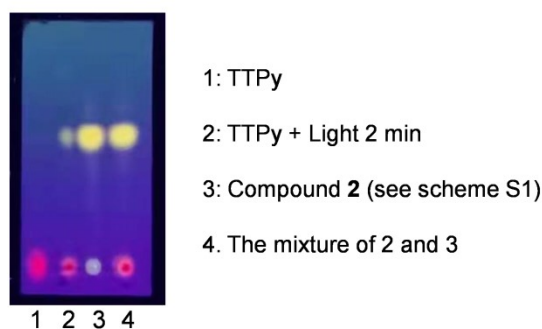 1: TTPy
2: TTPy + Light 2 min
3: Compound 2 (see scheme S1)
4. The mixture of 2 and 3
1 2 3 4